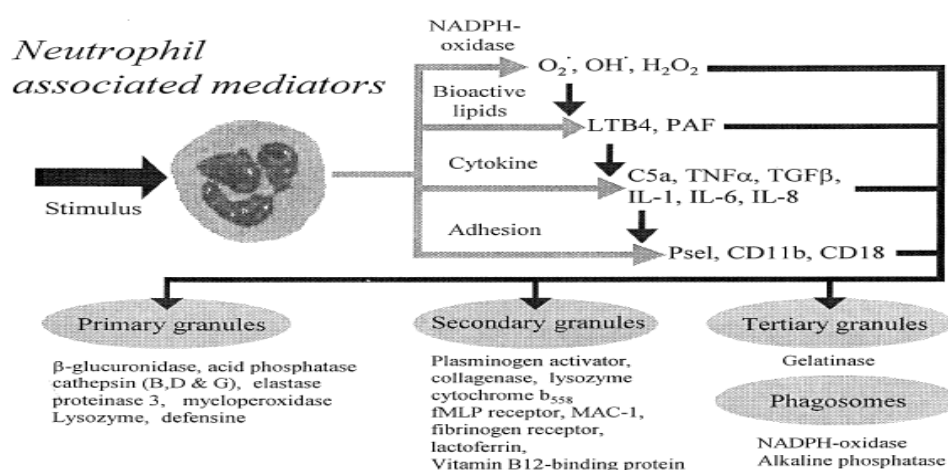 Neutrophil
associated mediators
Stimulus
NADPH-
oxidase
O₂˙, OH˙, H₂O₂
Bioactive
lipids
LTB4, PAF
Cytokine
C5a, TNFα, TGFβ,
IL-1, IL-6, IL-8
Adhesion
Psel, CD11b, CD18
Primary granules
β-glucuronidase, acid phosphatase
cathepsin (B,D & G), elastase
proteinase 3, myeloperoxidase
Lysozyme, defensine
Secondary granules
Plasminogen activator,
collagenase, lysozyme
cytochrome b₅₅₈
fMLP receptor, MAC-1,
fibrinogen receptor,
lactoferrin,
Vitamin B12-binding protein
Tertiary granules
Gelatinase
Phagosomes
NADPH-oxidase
Alkaline phosphatase